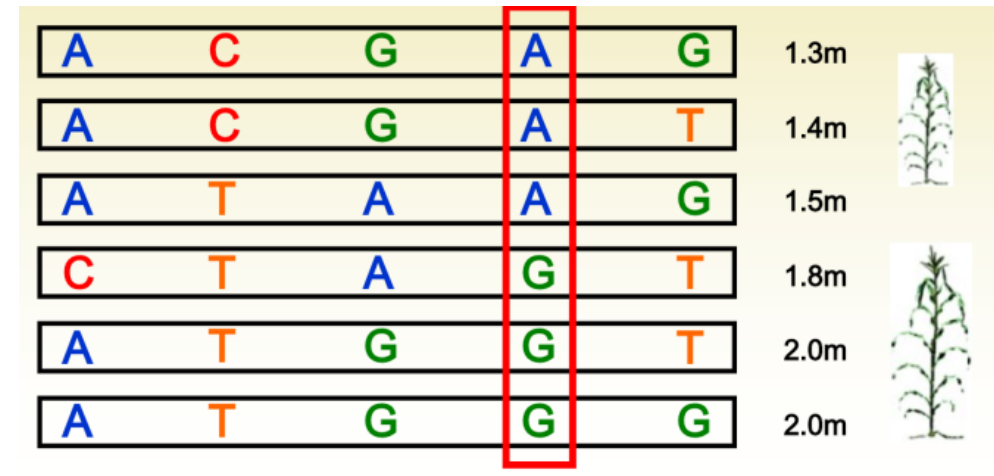 A C G A G 1.3m
A C G A T 1.4m
A T A A G 1.5m
C T A G T 1.8m
A T G G T 2.0m
A T G G G 2.0m